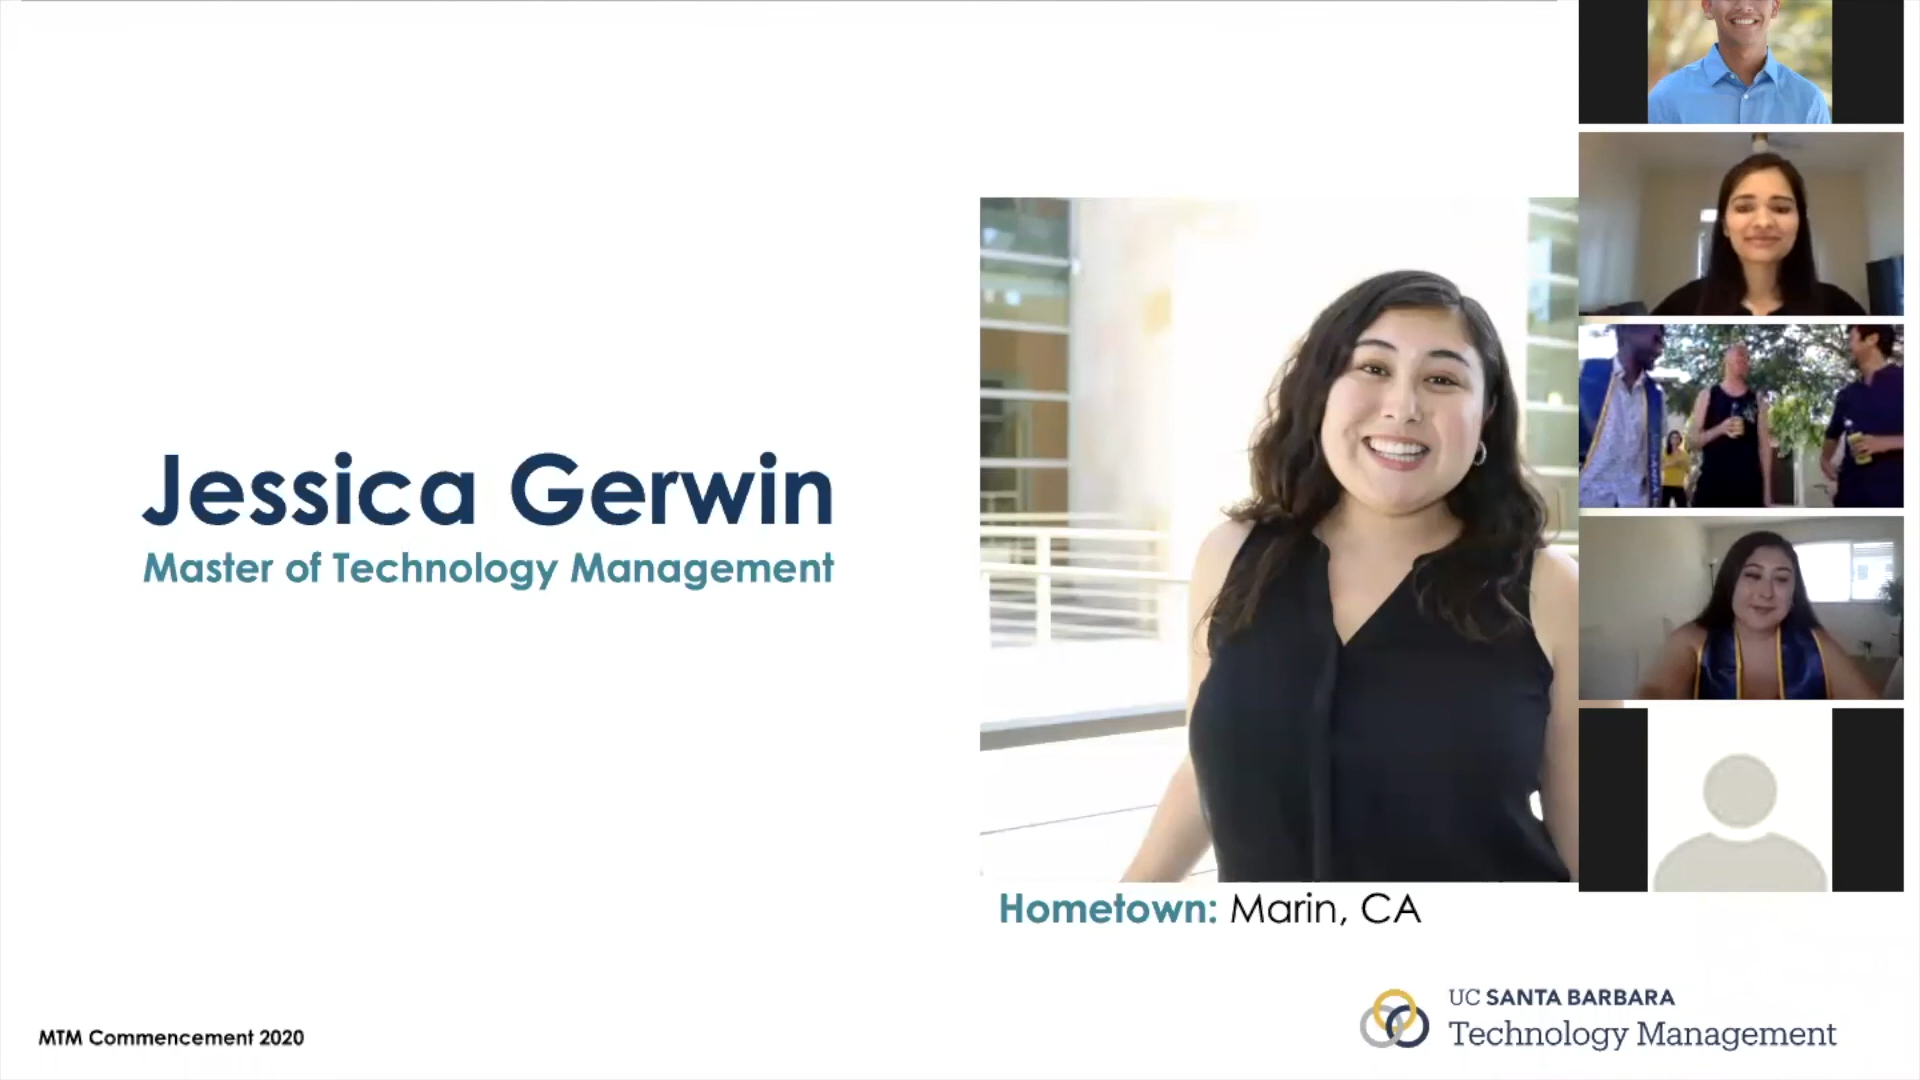 Jessica Gerwin
Master of Technology Management
Hometown: Marin, CA
MTM Commencement 2020
UC SANTA BARBARA
Technology Management